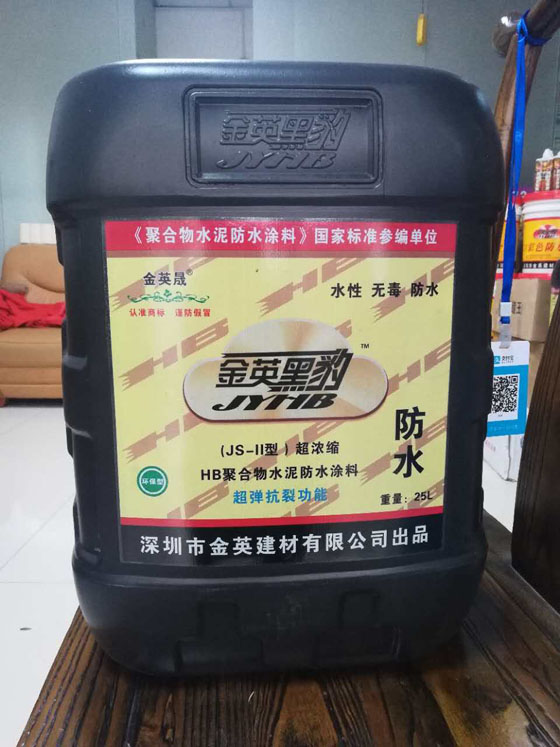 金英黑豹
JYHB
《聚合物水泥防水涂料》国家标准参编单位
金英晟®
认准商标 谨防假冒
水性 无毒 防水
金英黑豹™
JYHB
(JS-II型)超浓缩
HB聚合物水泥防水涂料
超弹抗裂功能
环保型
防水
重量：25L
深圳市金英建材有限公司出品